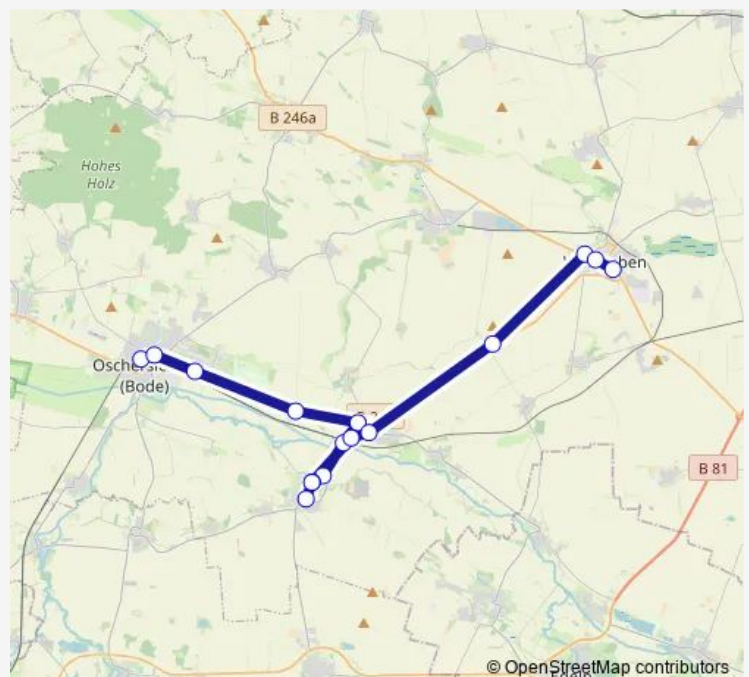 B 246a
Hohes
Holz
ben
Oschersle
(Bode)
B 81
© OpenStreetMap contributors